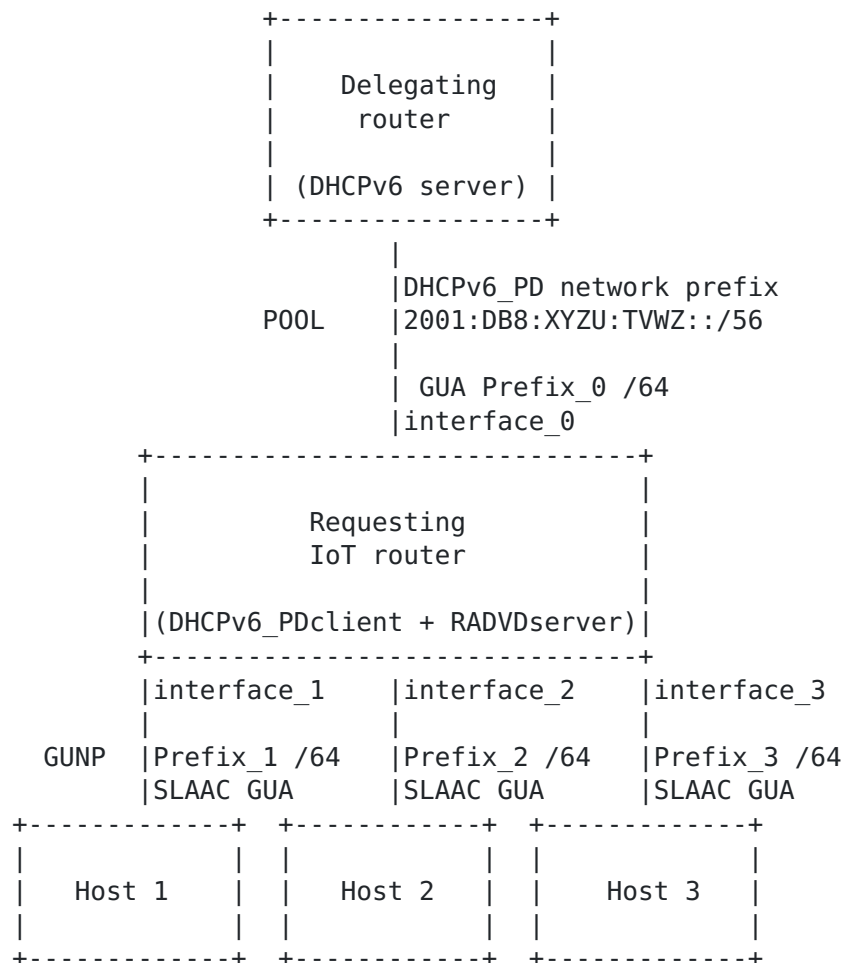 Delegating
router
(DHCPv6 server)
DHCPv6_PD network prefix
POOL 2001:DB8:XYZU:TVWZ::/56
GUA Prefix_0 /64
interface_0
Requesting
IoT router
(DHCPv6_PDclient + RADVDserver)
interface_1 interface_2 interface_3
GUNP Prefix_1 /64 Prefix_2 /64 Prefix_3 /64
SLAAC GUA SLAAC GUA SLAAC GUA
Host 1 Host 2 Host 3